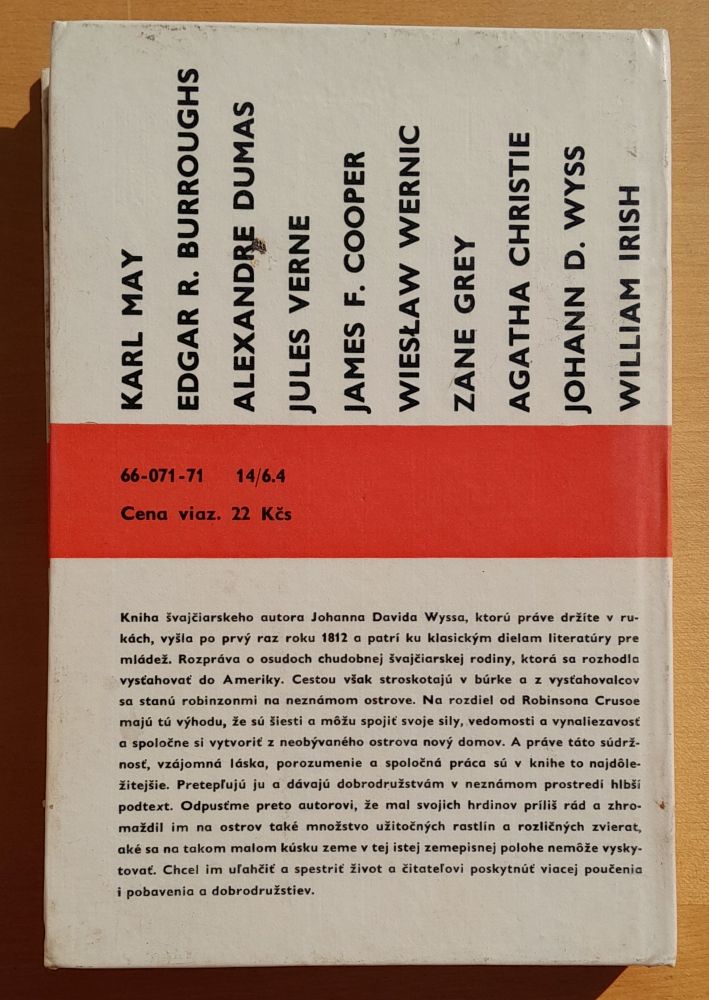 KARL MAY
EDGAR R. BURROUGHS
ALEXANDRE DUMAS
JULES VERNE
JAMES F. COOPER
WIESŁAW WERNIC
ZANE GREY
AGATHA CHRISTIE
JOHANN D. WYSS
WILLIAM IRISH
66-071-71 14/6.4
Cena viaz. 22 Kčs
Kniha švajčiarskeho autora Johanna Davida Wyssa, ktorú práve držíte v ru-
kách, vyšla po prvý raz roku 1812 a patrí ku klasickým dielam literatúry pre
mládež. Rozpráva o osudoch chudobnej švajčiarskej rodiny, ktorá sa rozhodla
vysťahovať do Ameriky. Cestou však stroskotajú v búrke a z vysťahovalcov
sa stanú robinzonmi na neznámom ostrove. Na rozdiel od Robinsona Crusoe
majú tú výhodu, že sú šiesti a môžu spojiť svoje sily, vedomosti a vynaliezavosť
a spoločne si vytvoriť z neobývaného ostrova nový domov. A práve táto súdrž-
nosť, vzájomná láska, porozumenie a spoločná práca sú v knihe to najdôle-
žitejšie. Pretepľujú ju a dávajú dobrodružstvám v neznámom prostredí hlbší
podtext. Odpusťme preto autorovi, že mal svojich hrdinov príliš rád a zhro-
maždil im na ostrov také množstvo užitočných rastlín a rozličných zvierat,
aké sa na takom malom kúsku zeme v tej istej zemepisnej polohe nemôže vysky-
tovať. Chcel im uľahčiť a spestriť život a čitateľovi poskytnúť viacej poučenia
i pobavenia a dobrodružstiev.